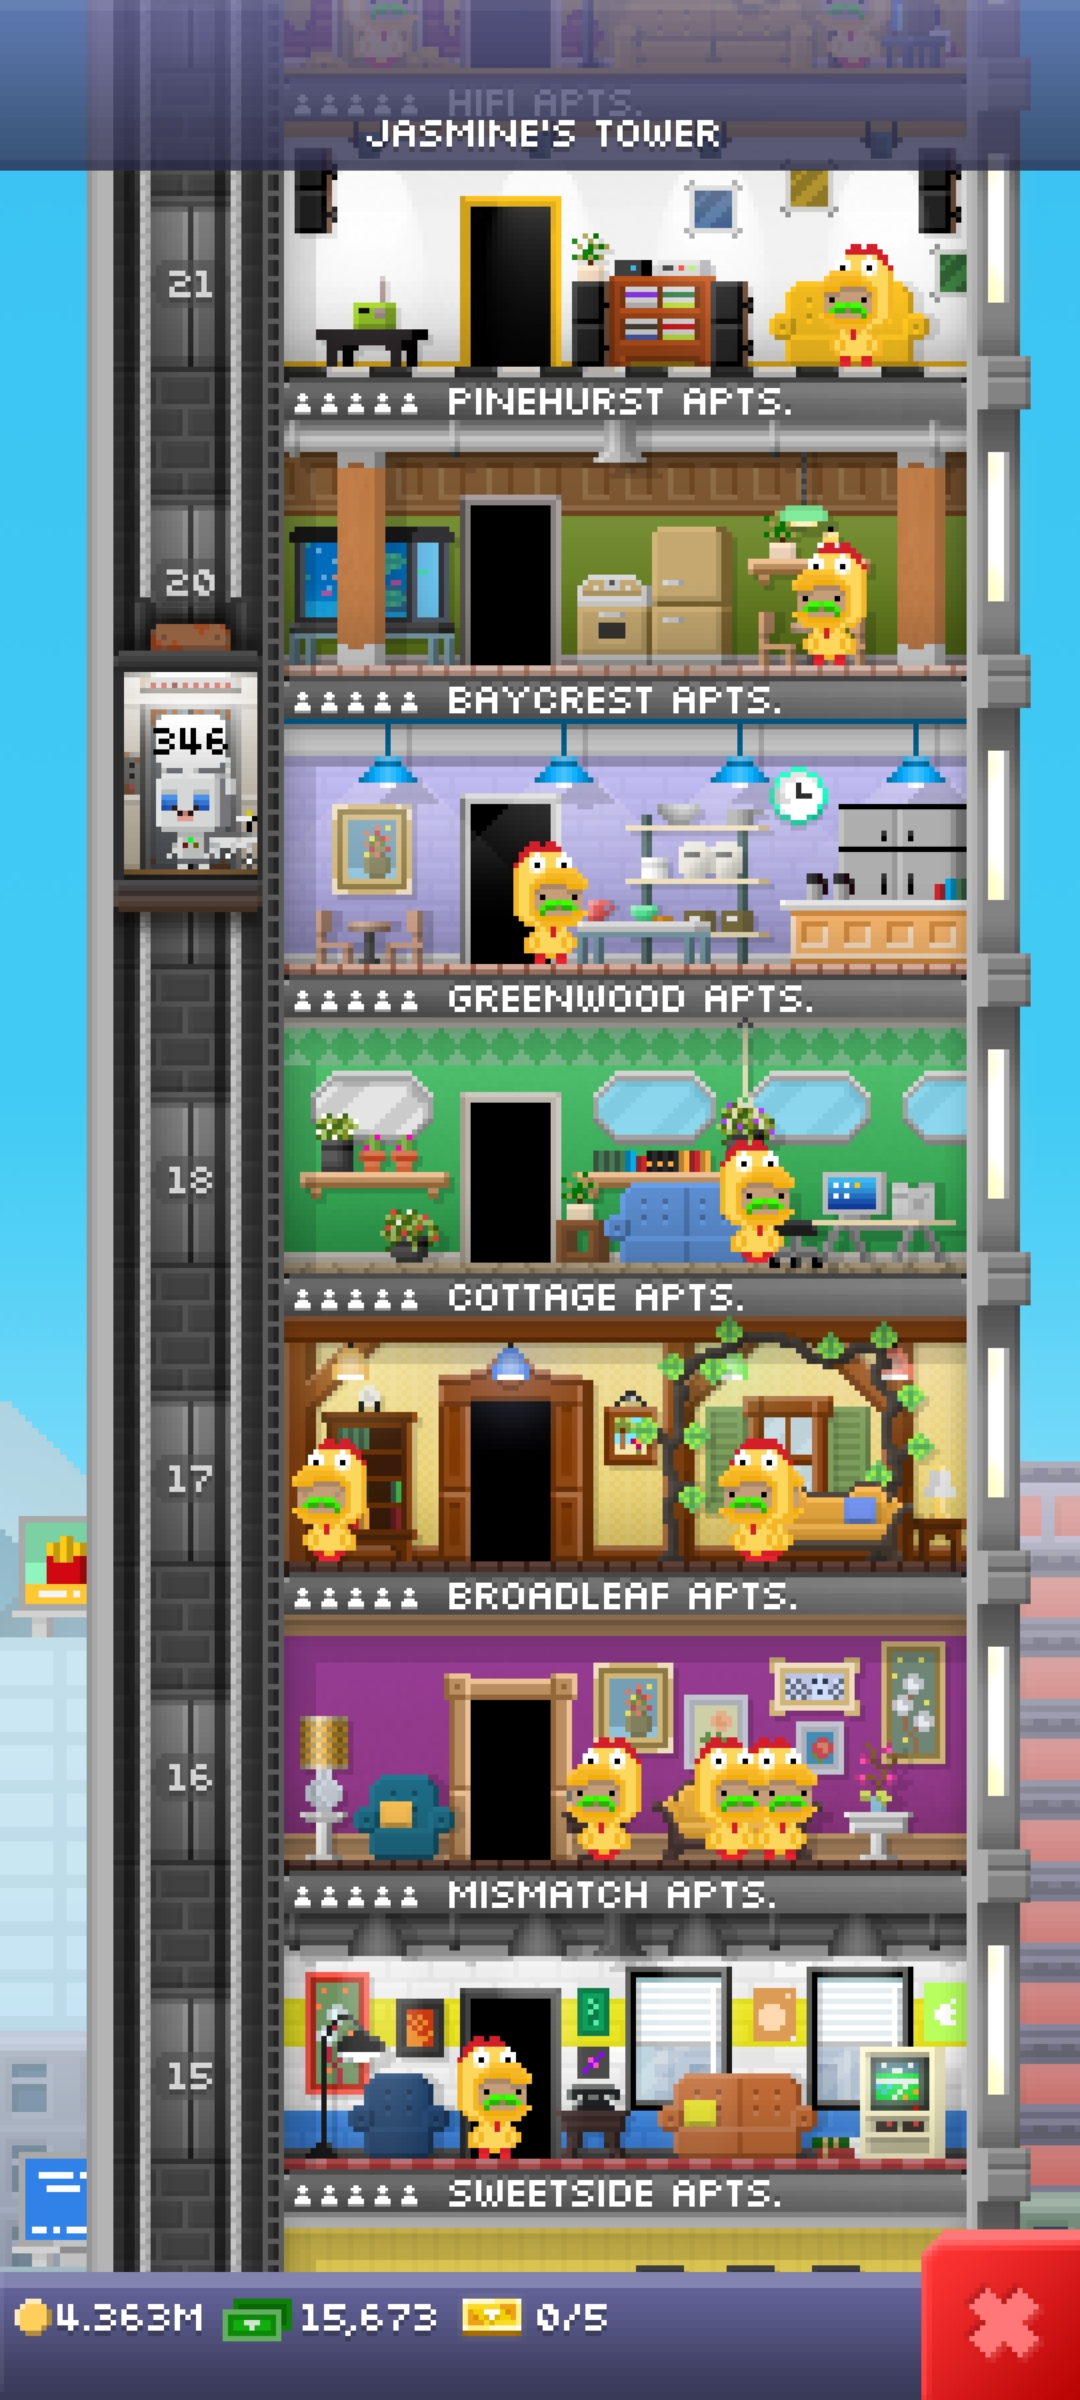 HIFI APTS.
JASMINE'S TOWER
21
PINEHURST APTS.
20
BAYCREST APTS.
346
GREENWOOD APTS.
18
COTTAGE APTS.
17
BROADLEAF APTS.
16
MISMATCH APTS.
15
SWEETSIDE APTS.
4.363M 15,673 0/5